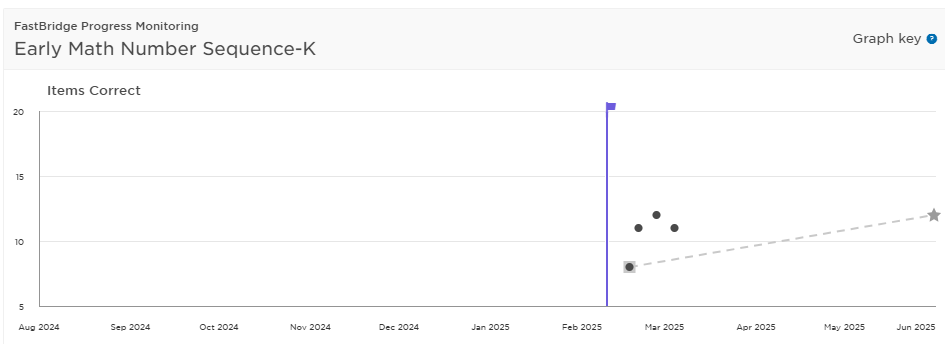 FastBridge Progress Monitoring
Early Math Number Sequence-K
Graph key ?
Items Correct
20
15
10
5
Aug 2024 Sep 2024 Oct 2024 Nov 2024 Dec 2024 Jan 2025 Feb 2025 Mar 2025 Apr 2025 May 2025 Jun 2025